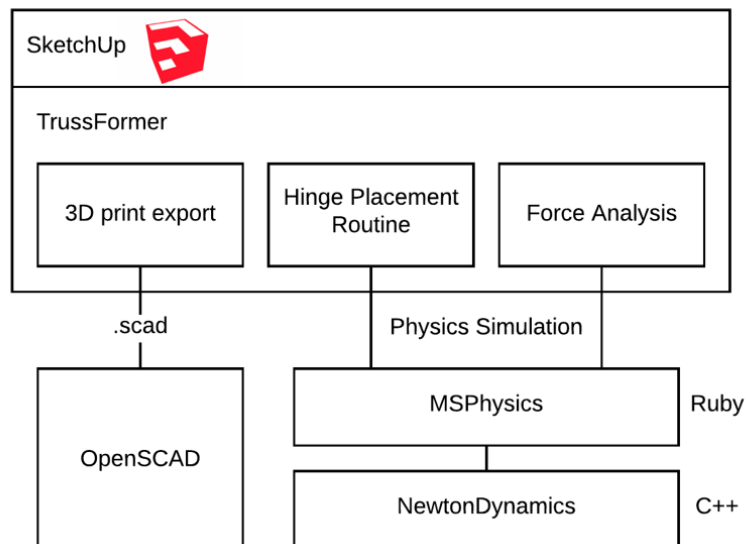 SketchUp
TrussFormer
3D print export
Hinge Placement
Routine
Force Analysis
.scad
Physics Simulation
MSPhysics
Ruby
OpenSCAD
NewtonDynamics
C++